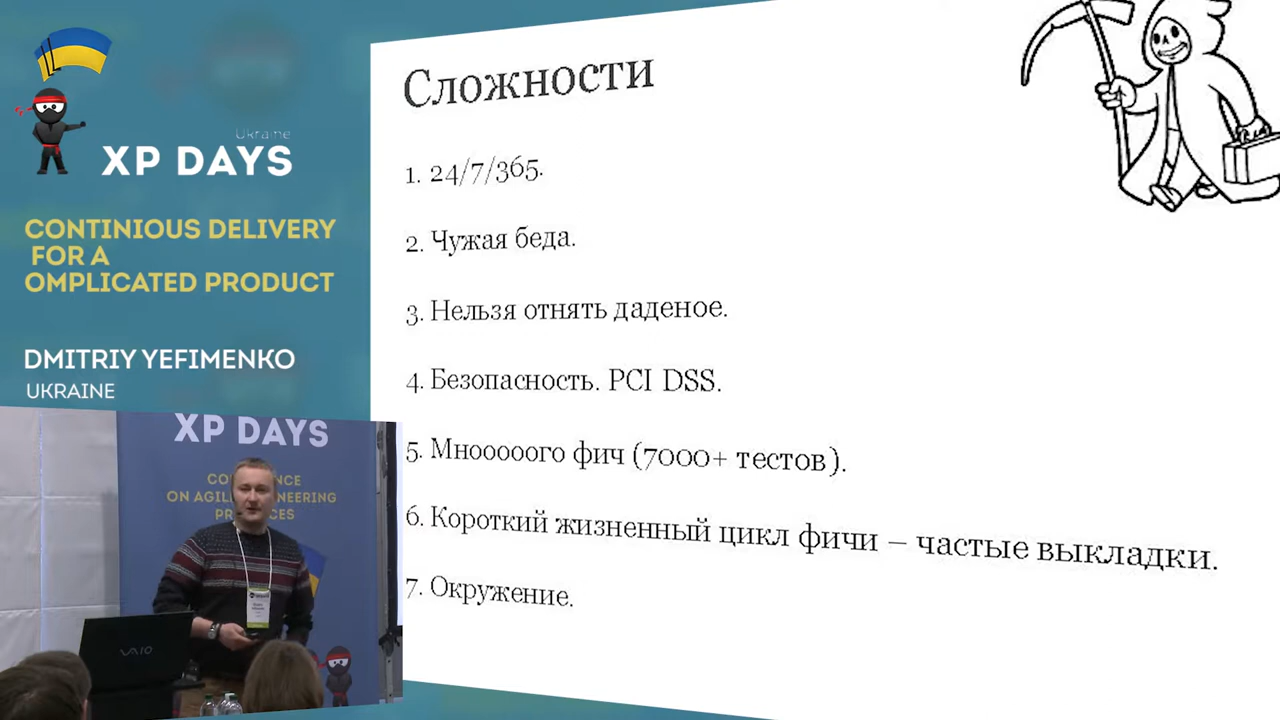 Ukraine
XP DAYS
CONTINIOUS DELIVERY
FOR A
OMPLICATED PRODUCT
DMITRIY YEFIMENKO
UKRAINE
Сложности
1. 24/7/365.
2. Чужая беда.
3. Нельзя отнять даденое.
4. Безопасность. PCI DSS.
5. Мнооооого фич (7000+ тестов).
6. Короткий жизненный цикл фичи – частые выкладки.
7. Окружение.
XP DAYS
ON
VAIO